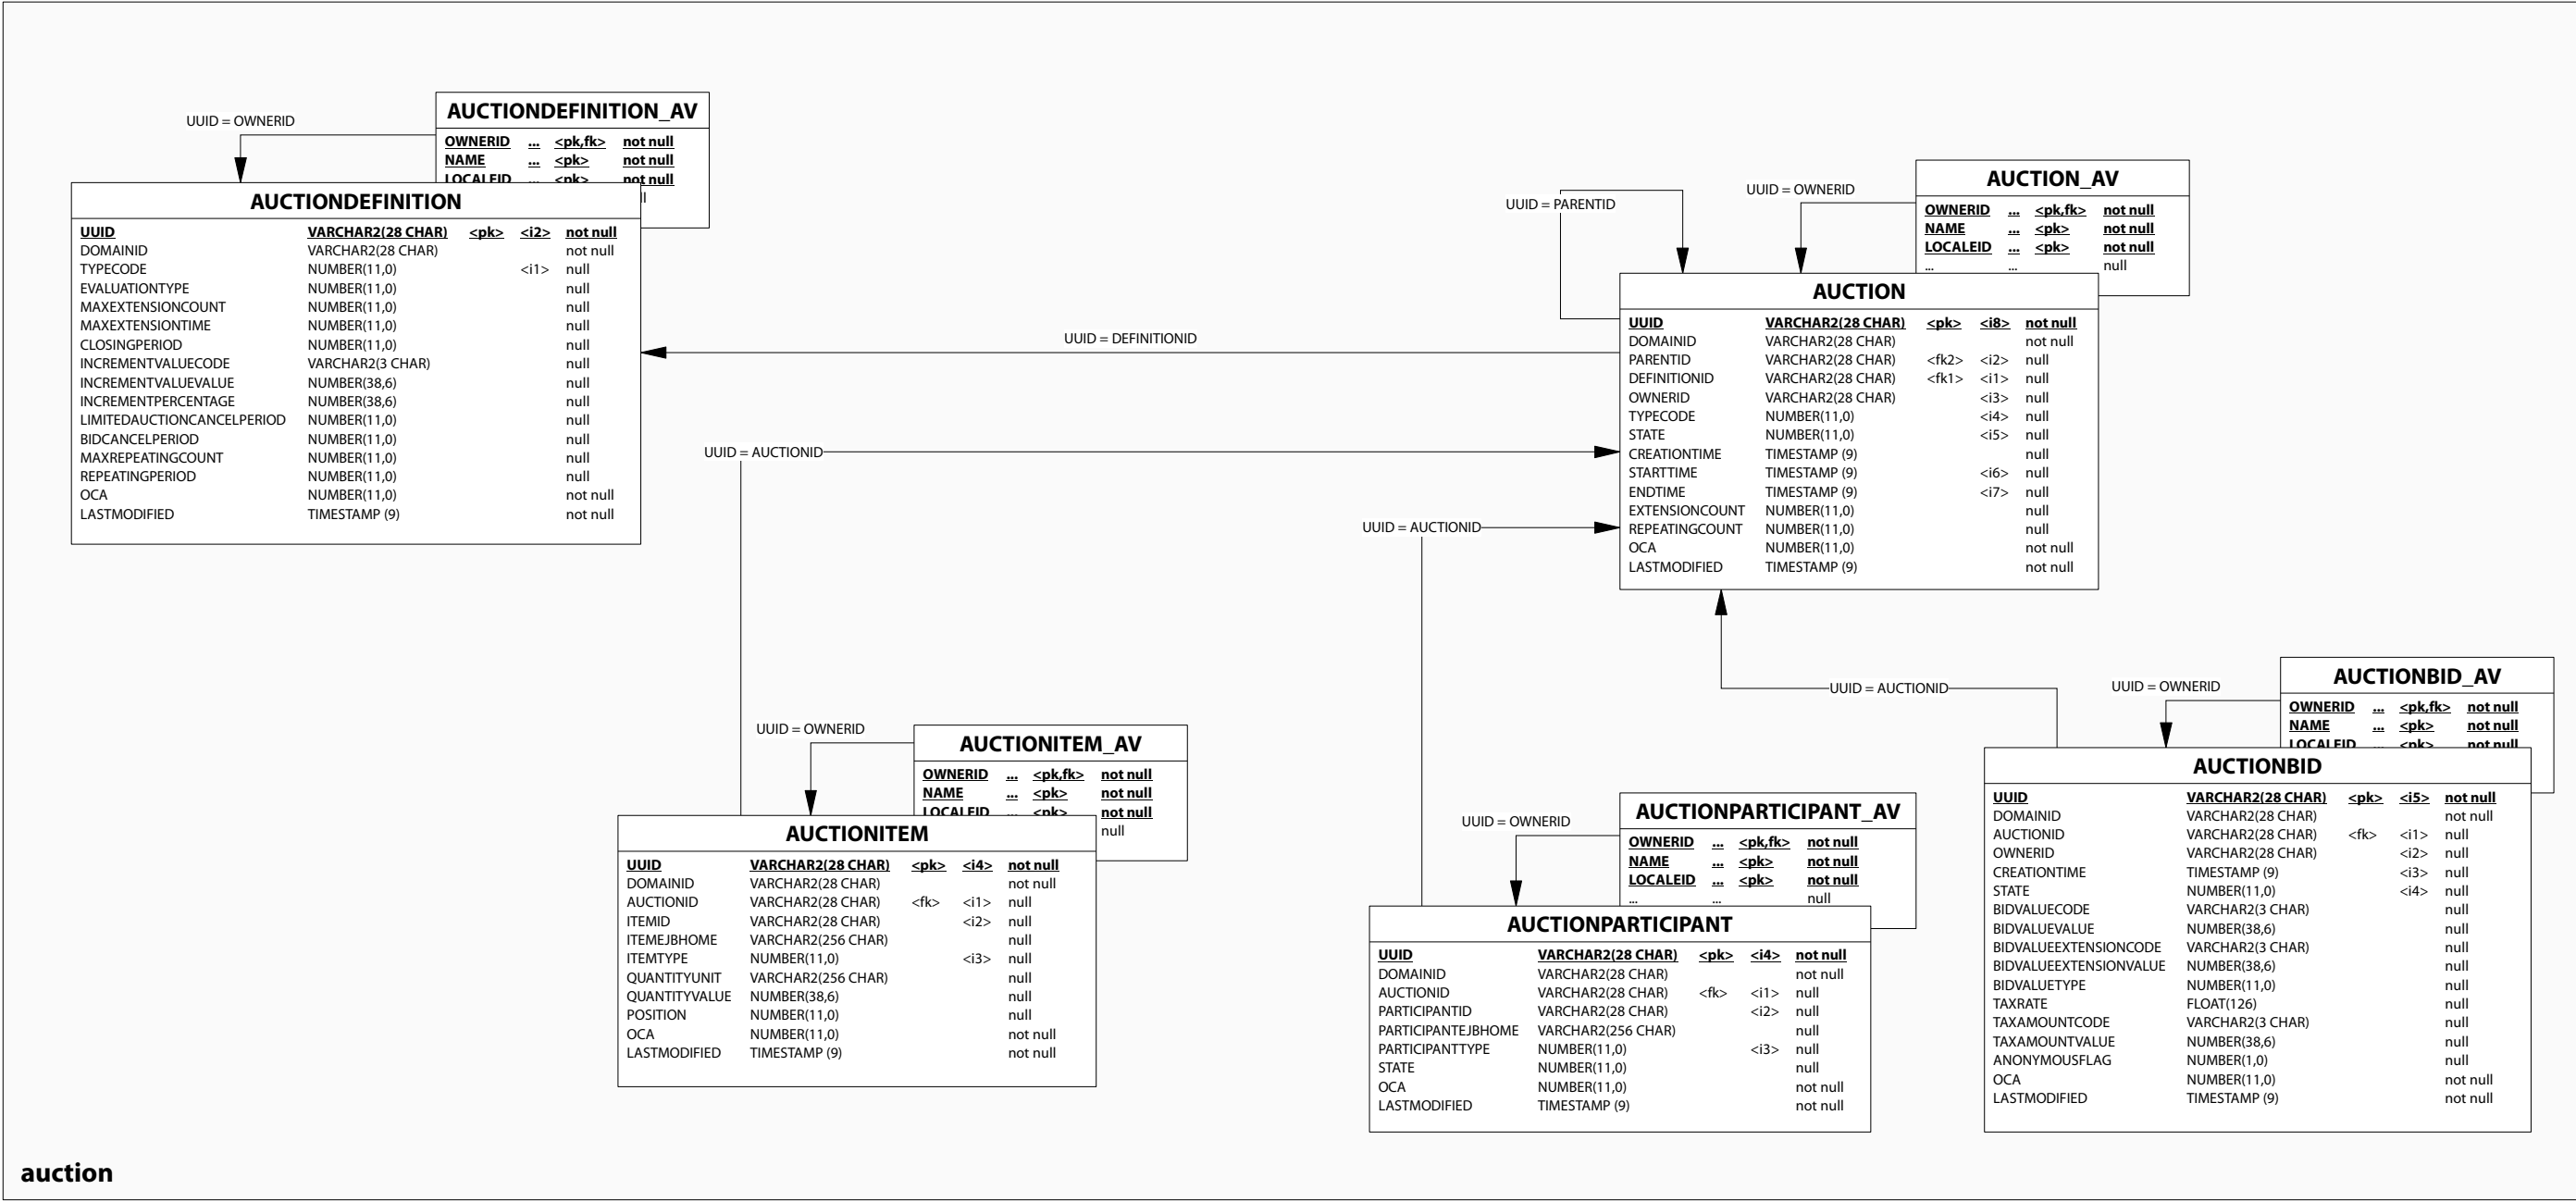 UUID = OWNERID
AUCTIONDEFINITION_AV
OWNERID ... <pk,fk> not null
NAME ... <pk> not null
LOCALEID ... <pk> not null
AUCTIONDEFINITION
UUID VARCHAR2(28 CHAR) <pk> <i2> not null
DOMAINID VARCHAR2(28 CHAR) not null
TYPECODE NUMBER(11,0) <i1> null
EVALUATIONTYPE NUMBER(11,0) null
MAXEXTENSIONCOUNT NUMBER(11,0) null
MAXEXTENSIONTIME NUMBER(11,0) null
CLOSINGPERIOD NUMBER(11,0) null
INCREMENTVALUECODE VARCHAR2(3 CHAR) null
INCREMENTVALUEVALUE NUMBER(38,6) null
INCREMENTPERCENTAGE NUMBER(38,6) null
LIMITEDAUCTIONCANCELPERIOD NUMBER(11,0) null
BIDCANCELPERIOD NUMBER(11,0) null
MAXREPEATINGCOUNT NUMBER(11,0) null
REPEATINGPERIOD NUMBER(11,0) null
OCA NUMBER(11,0) not null
LASTMODIFIED TIMESTAMP (9) not null
UUID = DEFINITIONID
UUID = PARENTID
UUID = OWNERID
AUCTION_AV
OWNERID ... <pk,fk> not null
NAME ... <pk> not null
LOCALEID ... <pk> not null
... ... null
AUCTION
UUID VARCHAR2(28 CHAR) <pk> <i8> not null
DOMAINID VARCHAR2(28 CHAR) not null
PARENTID VARCHAR2(28 CHAR) <fk2> <i2> null
DEFINITIONID VARCHAR2(28 CHAR) <fk1> <i1> null
OWNERID VARCHAR2(28 CHAR) <i3> null
TYPECODE NUMBER(11,0) <i4> null
STATE NUMBER(11,0) <i5> null
CREATIONTIME TIMESTAMP (9) null
STARTTIME TIMESTAMP (9) <i6> null
ENDTIME TIMESTAMP (9) <i7> null
EXTENSIONCOUNT NUMBER(11,0) null
REPEATINGCOUNT NUMBER(11,0) null
OCA NUMBER(11,0) not null
LASTMODIFIED TIMESTAMP (9) not null
UUID = AUCTIONID
UUID = AUCTIONID
UUID = AUCTIONID
UUID = OWNERID
AUCTIONITEM_AV
OWNERID ... <pk,fk> not null
NAME ... <pk> not null
LOCALEID ... <pk> not null
null
AUCTIONITEM
UUID VARCHAR2(28 CHAR) <pk> <i4> not null
DOMAINID VARCHAR2(28 CHAR) not null
AUCTIONID VARCHAR2(28 CHAR) <fk> <i1> null
ITEMID VARCHAR2(28 CHAR) <i2> null
ITEMEJBHOME VARCHAR2(256 CHAR) null
ITEMTYPE NUMBER(11,0) <i3> null
QUANTITYUNIT VARCHAR2(256 CHAR) null
QUANTITYVALUE NUMBER(38,6) null
POSITION NUMBER(11,0) null
OCA NUMBER(11,0) not null
LASTMODIFIED TIMESTAMP (9) not null
UUID = OWNERID
AUCTIONPARTICIPANT_AV
OWNERID ... <pk,fk> not null
NAME ... <pk> not null
LOCALEID ... <pk> not null
... ... null
AUCTIONPARTICIPANT
UUID VARCHAR2(28 CHAR) <pk> <i4> not null
DOMAINID VARCHAR2(28 CHAR) not null
AUCTIONID VARCHAR2(28 CHAR) <fk> <i1> null
PARTICIPANTID VARCHAR2(28 CHAR) <i2> null
PARTICIPANTEJBHOME VARCHAR2(256 CHAR) null
PARTICIPANTTYPE NUMBER(11,0) <i3> null
STATE NUMBER(11,0) null
OCA NUMBER(11,0) not null
LASTMODIFIED TIMESTAMP (9) not null
UUID = OWNERID
AUCTIONBID_AV
OWNERID ... <pk,fk> not null
NAME ... <pk> not null
LOCALEID ... <pk> not null
AUCTIONBID
UUID VARCHAR2(28 CHAR) <pk> <i5> not null
DOMAINID VARCHAR2(28 CHAR) not null
AUCTIONID VARCHAR2(28 CHAR) <fk> <i1> null
OWNERID VARCHAR2(28 CHAR) <i2> null
CREATIONTIME TIMESTAMP (9) <i3> null
STATE NUMBER(11,0) <i4> null
BIDVALUECODE VARCHAR2(3 CHAR) null
BIDVALUEVALUE NUMBER(38,6) null
BIDVALUEEXTENSIONCODE VARCHAR2(3 CHAR) null
BIDVALUEEXTENSIONVALUE NUMBER(38,6) null
BIDVALUETYPE NUMBER(11,0) null
TAXRATE FLOAT(126) null
TAXAMOUNTCODE VARCHAR2(3 CHAR) null
TAXAMOUNTVALUE NUMBER(38,6) null
ANONYMOUSFLAG NUMBER(1,0) null
OCA NUMBER(11,0) not null
LASTMODIFIED TIMESTAMP (9) not null
auction